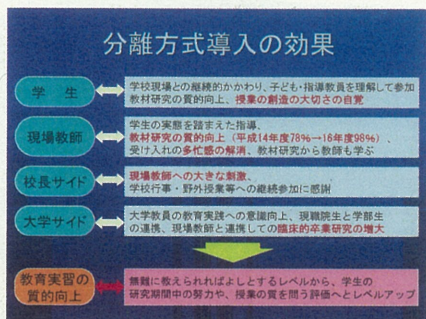 分離方式導入の効果
学 生
学校現場との継続的かかわり、子ども・指導教員を理解して参加
教材研究の質的向上、授業の創造の大切さの自覚
現場教師
学生の実態を踏まえた指導、
教材研究の質的向上（平成14年度78%→16年度98%）、
受け入れの多忙感の解消、教材研究から教師も学ぶ
校長サイド
現場教師への大きな刺激、
学校行事・野外授業等への継続参加に感謝
大学サイド
大学教員の教育実践への意識向上、現職院生と学部生
の連携、現場教師と連携しての臨床的卒業研究の増大
教育実習の
質的向上
無難に教えられればよしとするレベルから、学生の
研究期間中の努力や、授業の質を問う評価へとレベルアップ